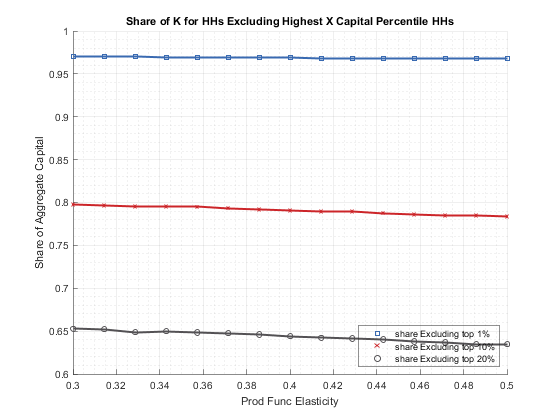 Share of K for HHs Excluding Highest X Capital Percentile HHs
Share of Aggregate Capital
1
0.95
0.9
0.85
0.8
0.75
0.7
0.65
0.6
share Excluding top 1%
share Excluding top 10%
share Excluding top 20%
0.3 0.32 0.34 0.36 0.38 0.4 0.42 0.44 0.46 0.48 0.5
Prod Func Elasticity